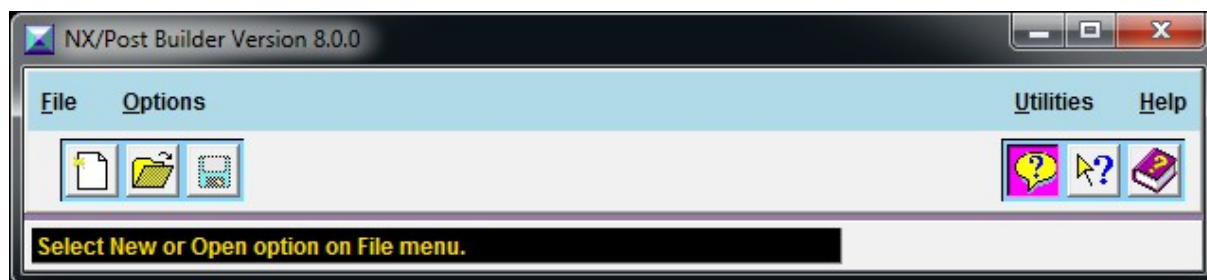 NX/Post Builder Version 8.0.0
File Options Utilities Help
Select New or Open option on File menu.